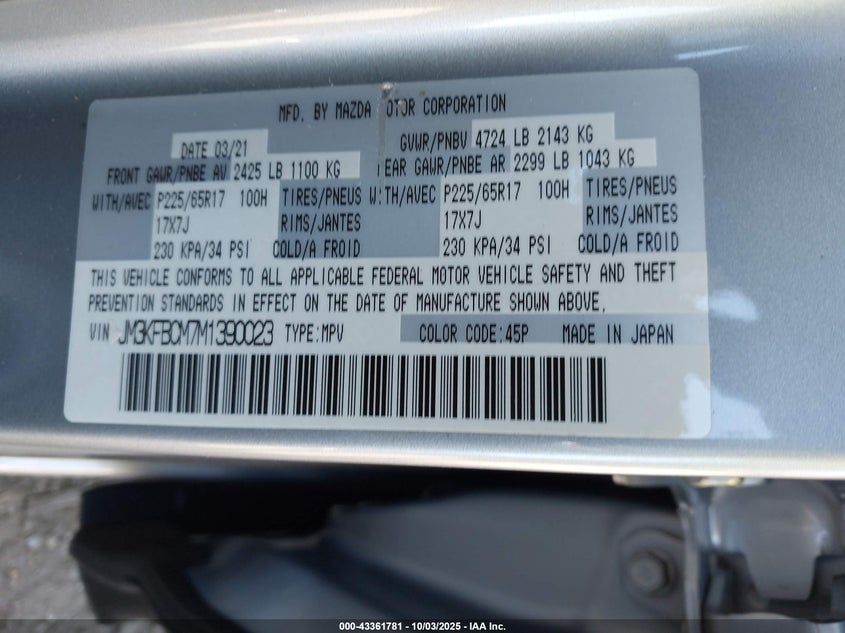 MFD. BY MAZDA MOTOR CORPORATION
DATE 03/21 GVWR/PNBV 4724 LB 2143 KG
FRONT GAWR/PNBE AV 2425 LB 1100 KG REAR GAWR/PNBE AR 2299 LB 1043 KG
WITH/AVEC P225/65R17 100H TIRES/PNEUS WITH/AVEC P225/65R17 100H TIRES/PNEUS
17X7J RIMS/JANTES 17X7J RIMS/JANTES
230 KPA/34 PSI COLD/A FROID 230 KPA/34 PSI COLD/A FROID
THIS VEHICLE CONFORMS TO ALL APPLICABLE FEDERAL MOTOR VEHICLE SAFETY AND THEFT
PREVENTION STANDARDS IN EFFECT ON THE DATE OF MANUFACTURE SHOWN ABOVE.
VIN JM3KFBCM7M1390023 TYPE:MPV COLOR CODE:45P MADE IN JAPAN
000-43361781 - 10/03/2025 - IAA Inc.